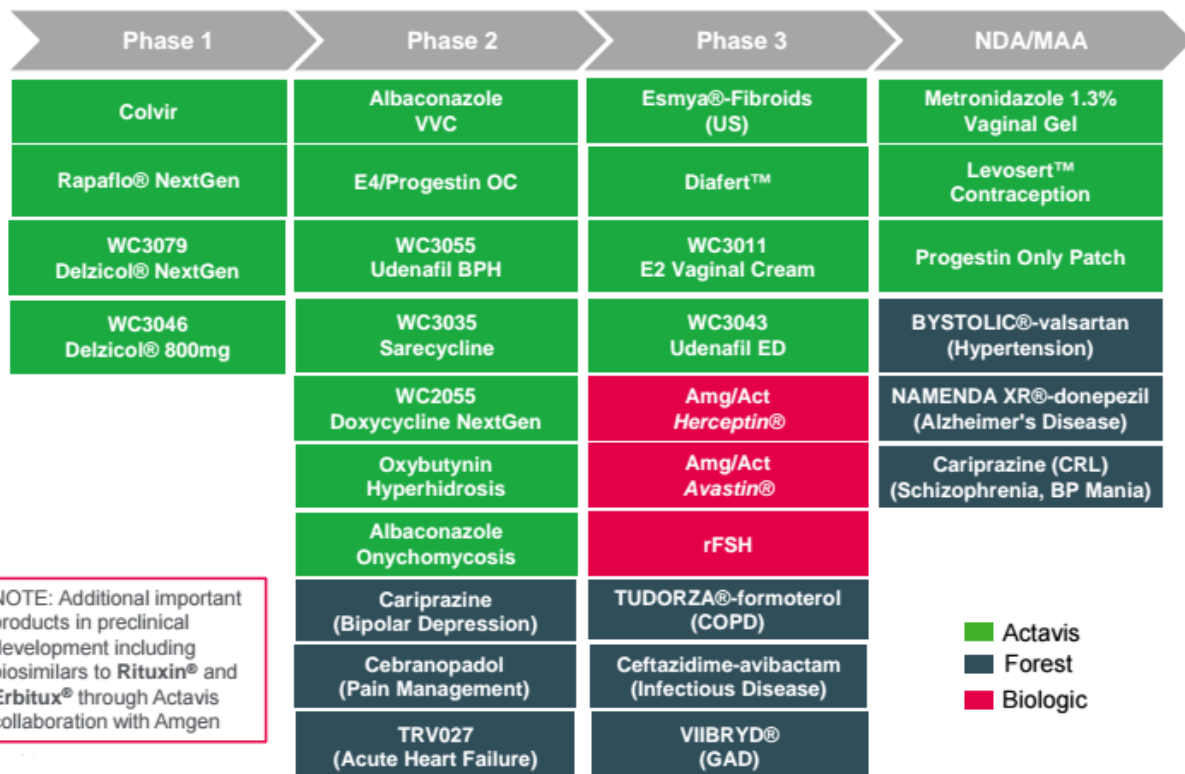 Phase 1
Phase 2
Phase 3
NDA/MAA
Colvir
Rapaflo® NextGen
WC3079
Delzicol® NextGen
WC3046
Delzicol® 800mg
Albaconazole
VVC
E4/Progestin OC
WC3055
Udenafil BPH
WC3035
Sarecycline
WC2055
Doxycycline NextGen
Oxybutynin
Hyperhidrosis
Albaconazole
Onychomycosis
Cariprazine
(Bipolar Depression)
Cebranopadol
(Pain Management)
TRV027
(Acute Heart Failure)
Esmya®-Fibroids
(US)
Diafert™
WC3011
E2 Vaginal Cream
WC3043
Udenafil ED
Amg/Act
Herceptin®
Amg/Act
Avastin®
rFSH
TUDORZA®-formoterol
(COPD)
Ceftazidime-avibactam
(Infectious Disease)
VIIBRYD®
(GAD)
Metronidazole 1.3%
Vaginal Gel
Levosert™
Contraception
Progestin Only Patch
BYSTOLIC®-valsartan
(Hypertension)
NAMENDA XR®-donepezil
(Alzheimer's Disease)
Cariprazine (CRL)
(Schizophrenia, BP Mania)
NOTE: Additional important
products in preclinical
development including
biosimilars to Rituxin® and
Erbitux® through Actavis
collaboration with Amgen
Actavis
Forest
Biologic